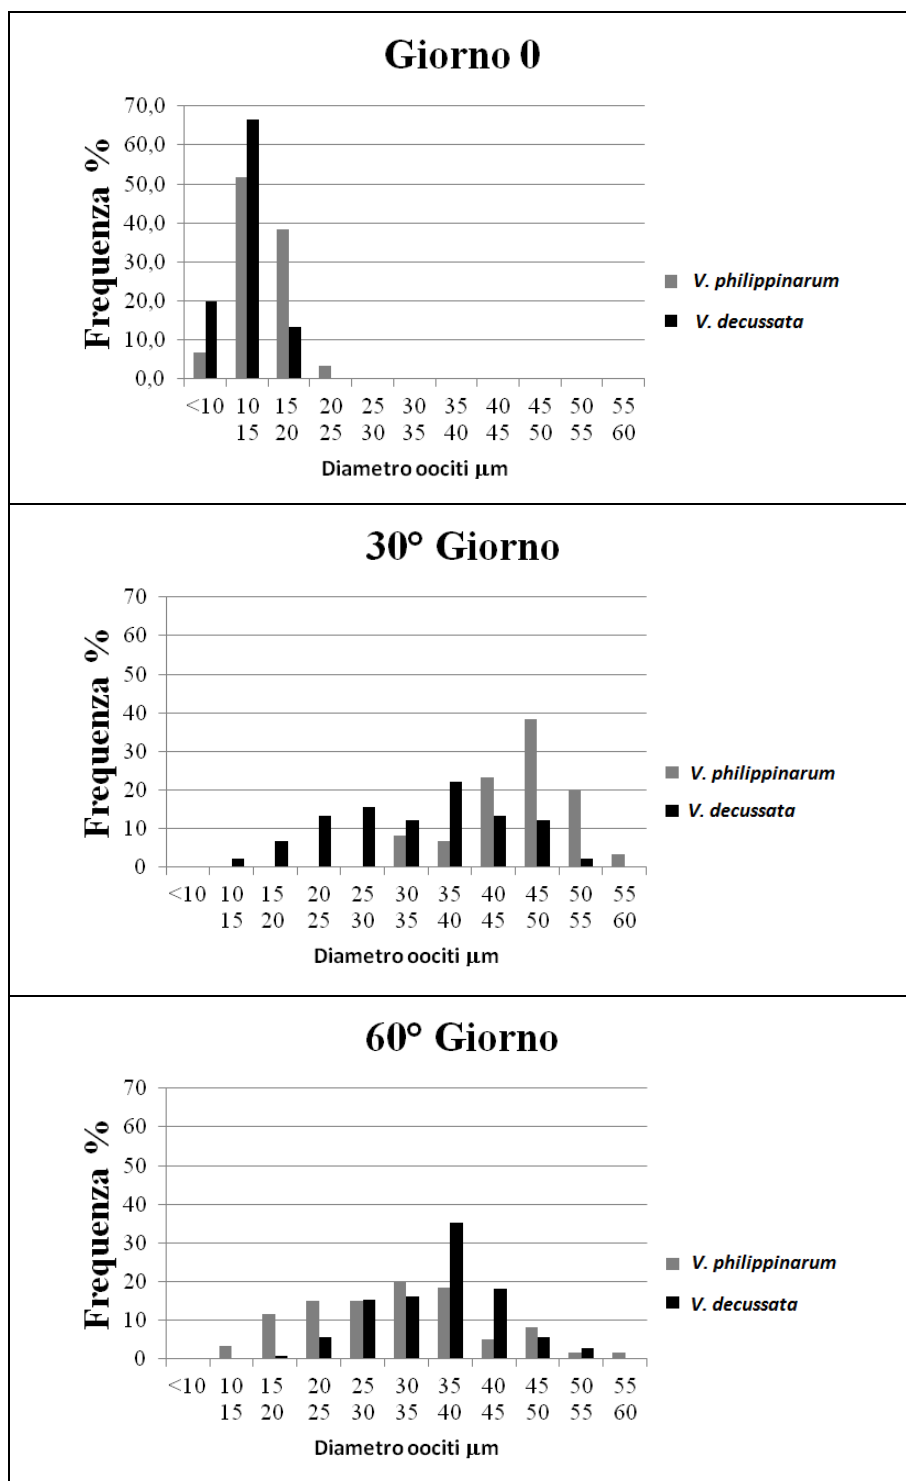 Giorno 0
Frequenza %
70,0
60,0
50,0
40,0
30,0
20,0
10,0
0,0
<10 10 15 20 25 30 35 40 45 50 55
15 20 25 30 35 40 45 50 55 60
Diametro oociti µm
V. philippinarum
V. decussata
30° Giorno
Frequenza %
70
60
50
40
30
20
10
0
<10 10 15 20 25 30 35 40 45 50 55
15 20 25 30 35 40 45 50 55 60
Diametro oociti µm
V. philippinarum
V. decussata
60° Giorno
Frequenza %
70
60
50
40
30
20
10
0
<10 10 15 20 25 30 35 40 45 50 55
15 20 25 30 35 40 45 50 55 60
Diametro oociti µm
V. philippinarum
V. decussata